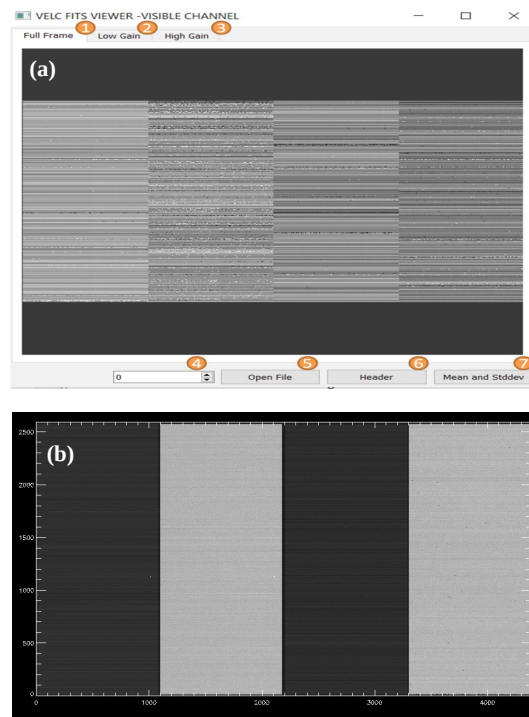 VELC FITS VIEWER -VISIBLE CHANNEL
1 2 3
Full Frame Low Gain High Gain
(a)
4 5 6 7
0 Open File Header Mean and Stddev
(b)
2500
2000
1500
1000
500
0
0 1000 2000 3000 4000